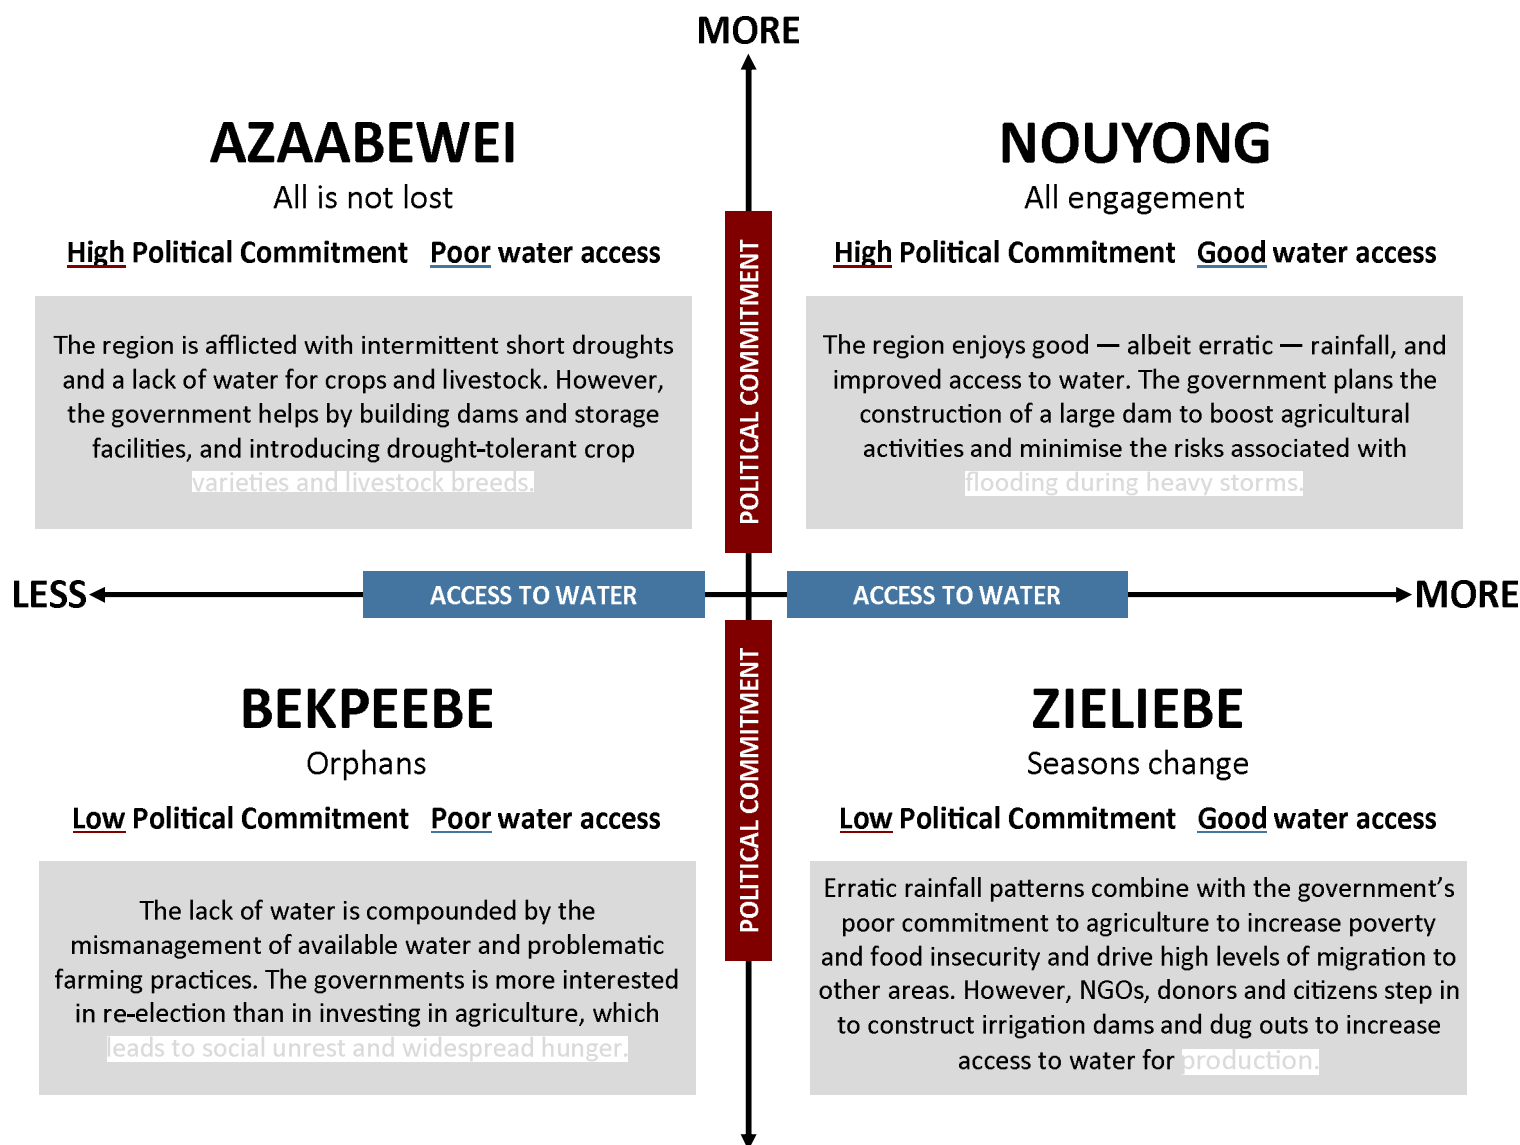 MORE
AZAABEWEI
All is not lost
High Political Commitment Poor water access
The region is afflicted with intermittent short droughts
and a lack of water for crops and livestock. However,
the government helps by building dams and storage
facilities, and introducing drought-tolerant crop
varieties and livestock breeds.
NOUYONG
All engagement
High Political Commitment Good water access
The region enjoys good — albeit erratic — rainfall, and
improved access to water. The government plans the
construction of a large dam to boost agricultural
activities and minimise the risks associated with
flooding during heavy storms.
POLITICAL COMMITMENT
LESS
ACCESS TO WATER
ACCESS TO WATER
MORE
POLITICAL COMMITMENT
BEKPEEBE
Orphans
Low Political Commitment Poor water access
The lack of water is compounded by the
mismanagement of available water and problematic
farming practices. The governments is more interested
in re-election than in investing in agriculture, which
leads to social unrest and widespread hunger.
ZIELIEBE
Seasons change
Low Political Commitment Good water access
Erratic rainfall patterns combine with the government’s
poor commitment to agriculture to increase poverty
and food insecurity and drive high levels of migration to
other areas. However, NGOs, donors and citizens step in
to construct irrigation dams and dug outs to increase
access to water for production.